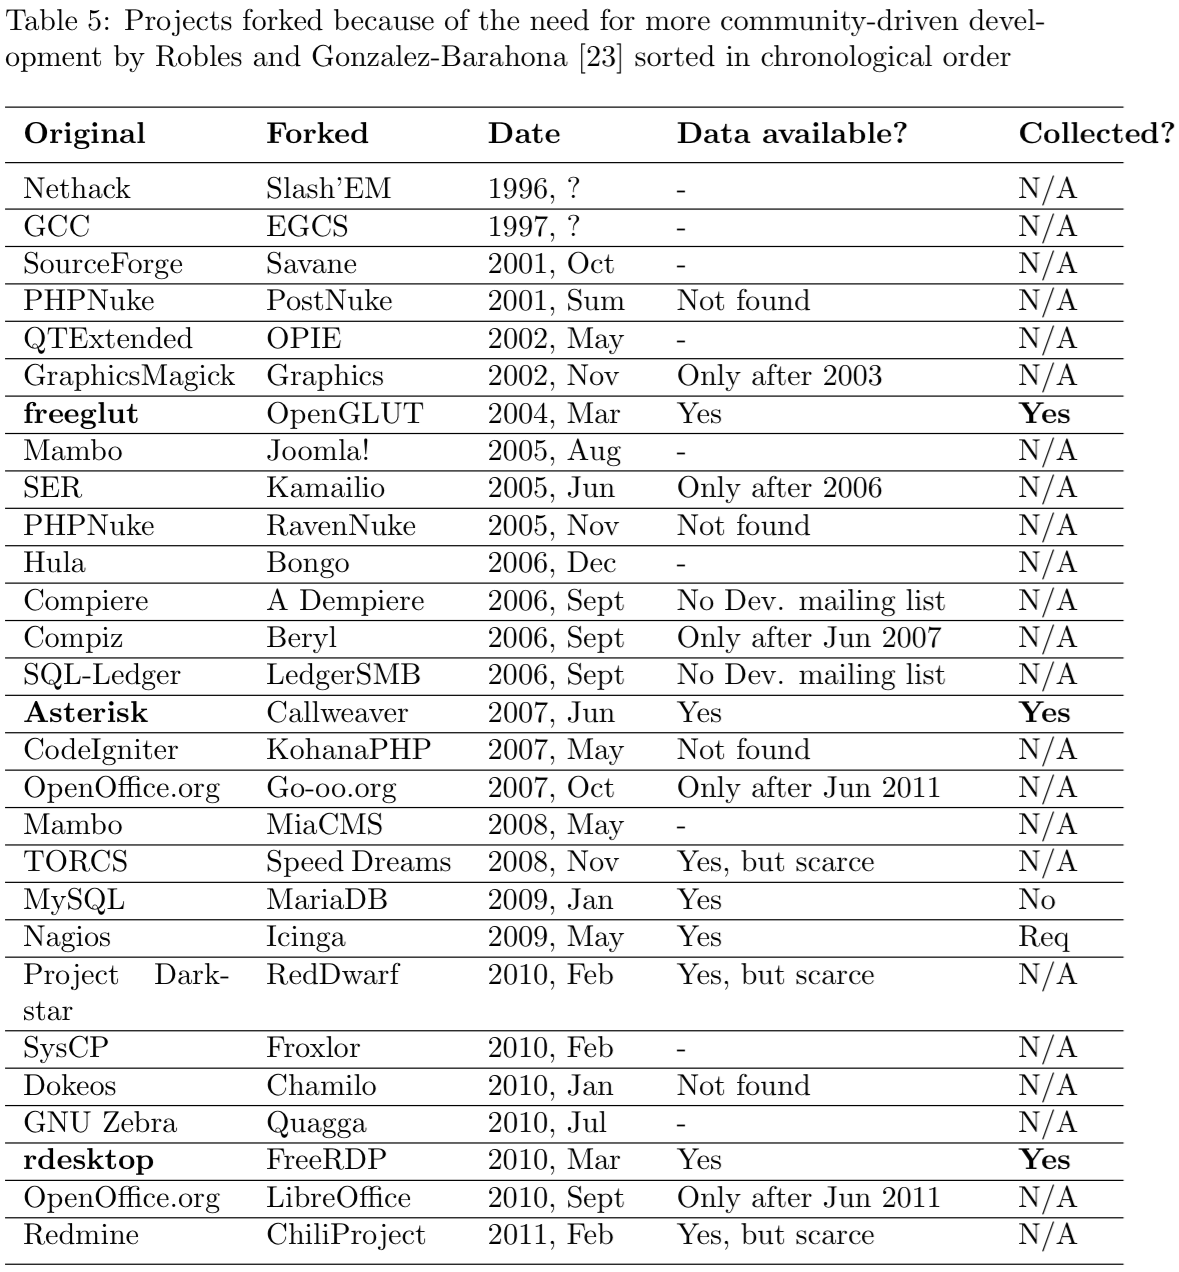 Table 5: Projects forked because of the need for more community-driven devel-
opment by Robles and Gonzalez-Barahona [23] sorted in chronological order
Original Forked Date Data available? Collected?
Nethack Slash'EM 1996, ? - N/A
GCC EGCS 1997, ? - N/A
SourceForge Savane 2001, Oct - N/A
PHPNuke PostNuke 2001, Sum Not found N/A
QTExtended OPIE 2002, May - N/A
GraphicsMagick Graphics 2002, Nov Only after 2003 N/A
freeglut OpenGLUT 2004, Mar Yes Yes
Mambo Joomla! 2005, Aug - N/A
SER Kamailio 2005, Jun Only after 2006 N/A
PHPNuke RavenNuke 2005, Nov Not found N/A
Hula Bongo 2006, Dec - N/A
Compiere A Dempiere 2006, Sept No Dev. mailing list N/A
Compiz Beryl 2006, Sept Only after Jun 2007 N/A
SQL-Ledger LedgerSMB 2006, Sept No Dev. mailing list N/A
Asterisk Callweaver 2007, Jun Yes Yes
CodeIgniter KohanaPHP 2007, May Not found N/A
OpenOffice.org Go-oo.org 2007, Oct Only after Jun 2011 N/A
Mambo MiaCMS 2008, May - N/A
TORCS Speed Dreams 2008, Nov Yes, but scarce N/A
MySQL MariaDB 2009, Jan Yes No
Nagios Icinga 2009, May Yes Req
Project Dark- RedDwarf 2010, Feb Yes, but scarce N/A
star
SysCP Froxlor 2010, Feb - N/A
Dokeos Chamilo 2010, Jan Not found N/A
GNU Zebra Quagga 2010, Jul - N/A
rdesktop FreeRDP 2010, Mar Yes Yes
OpenOffice.org LibreOffice 2010, Sept Only after Jun 2011 N/A
Redmine ChiliProject 2011, Feb Yes, but scarce N/A